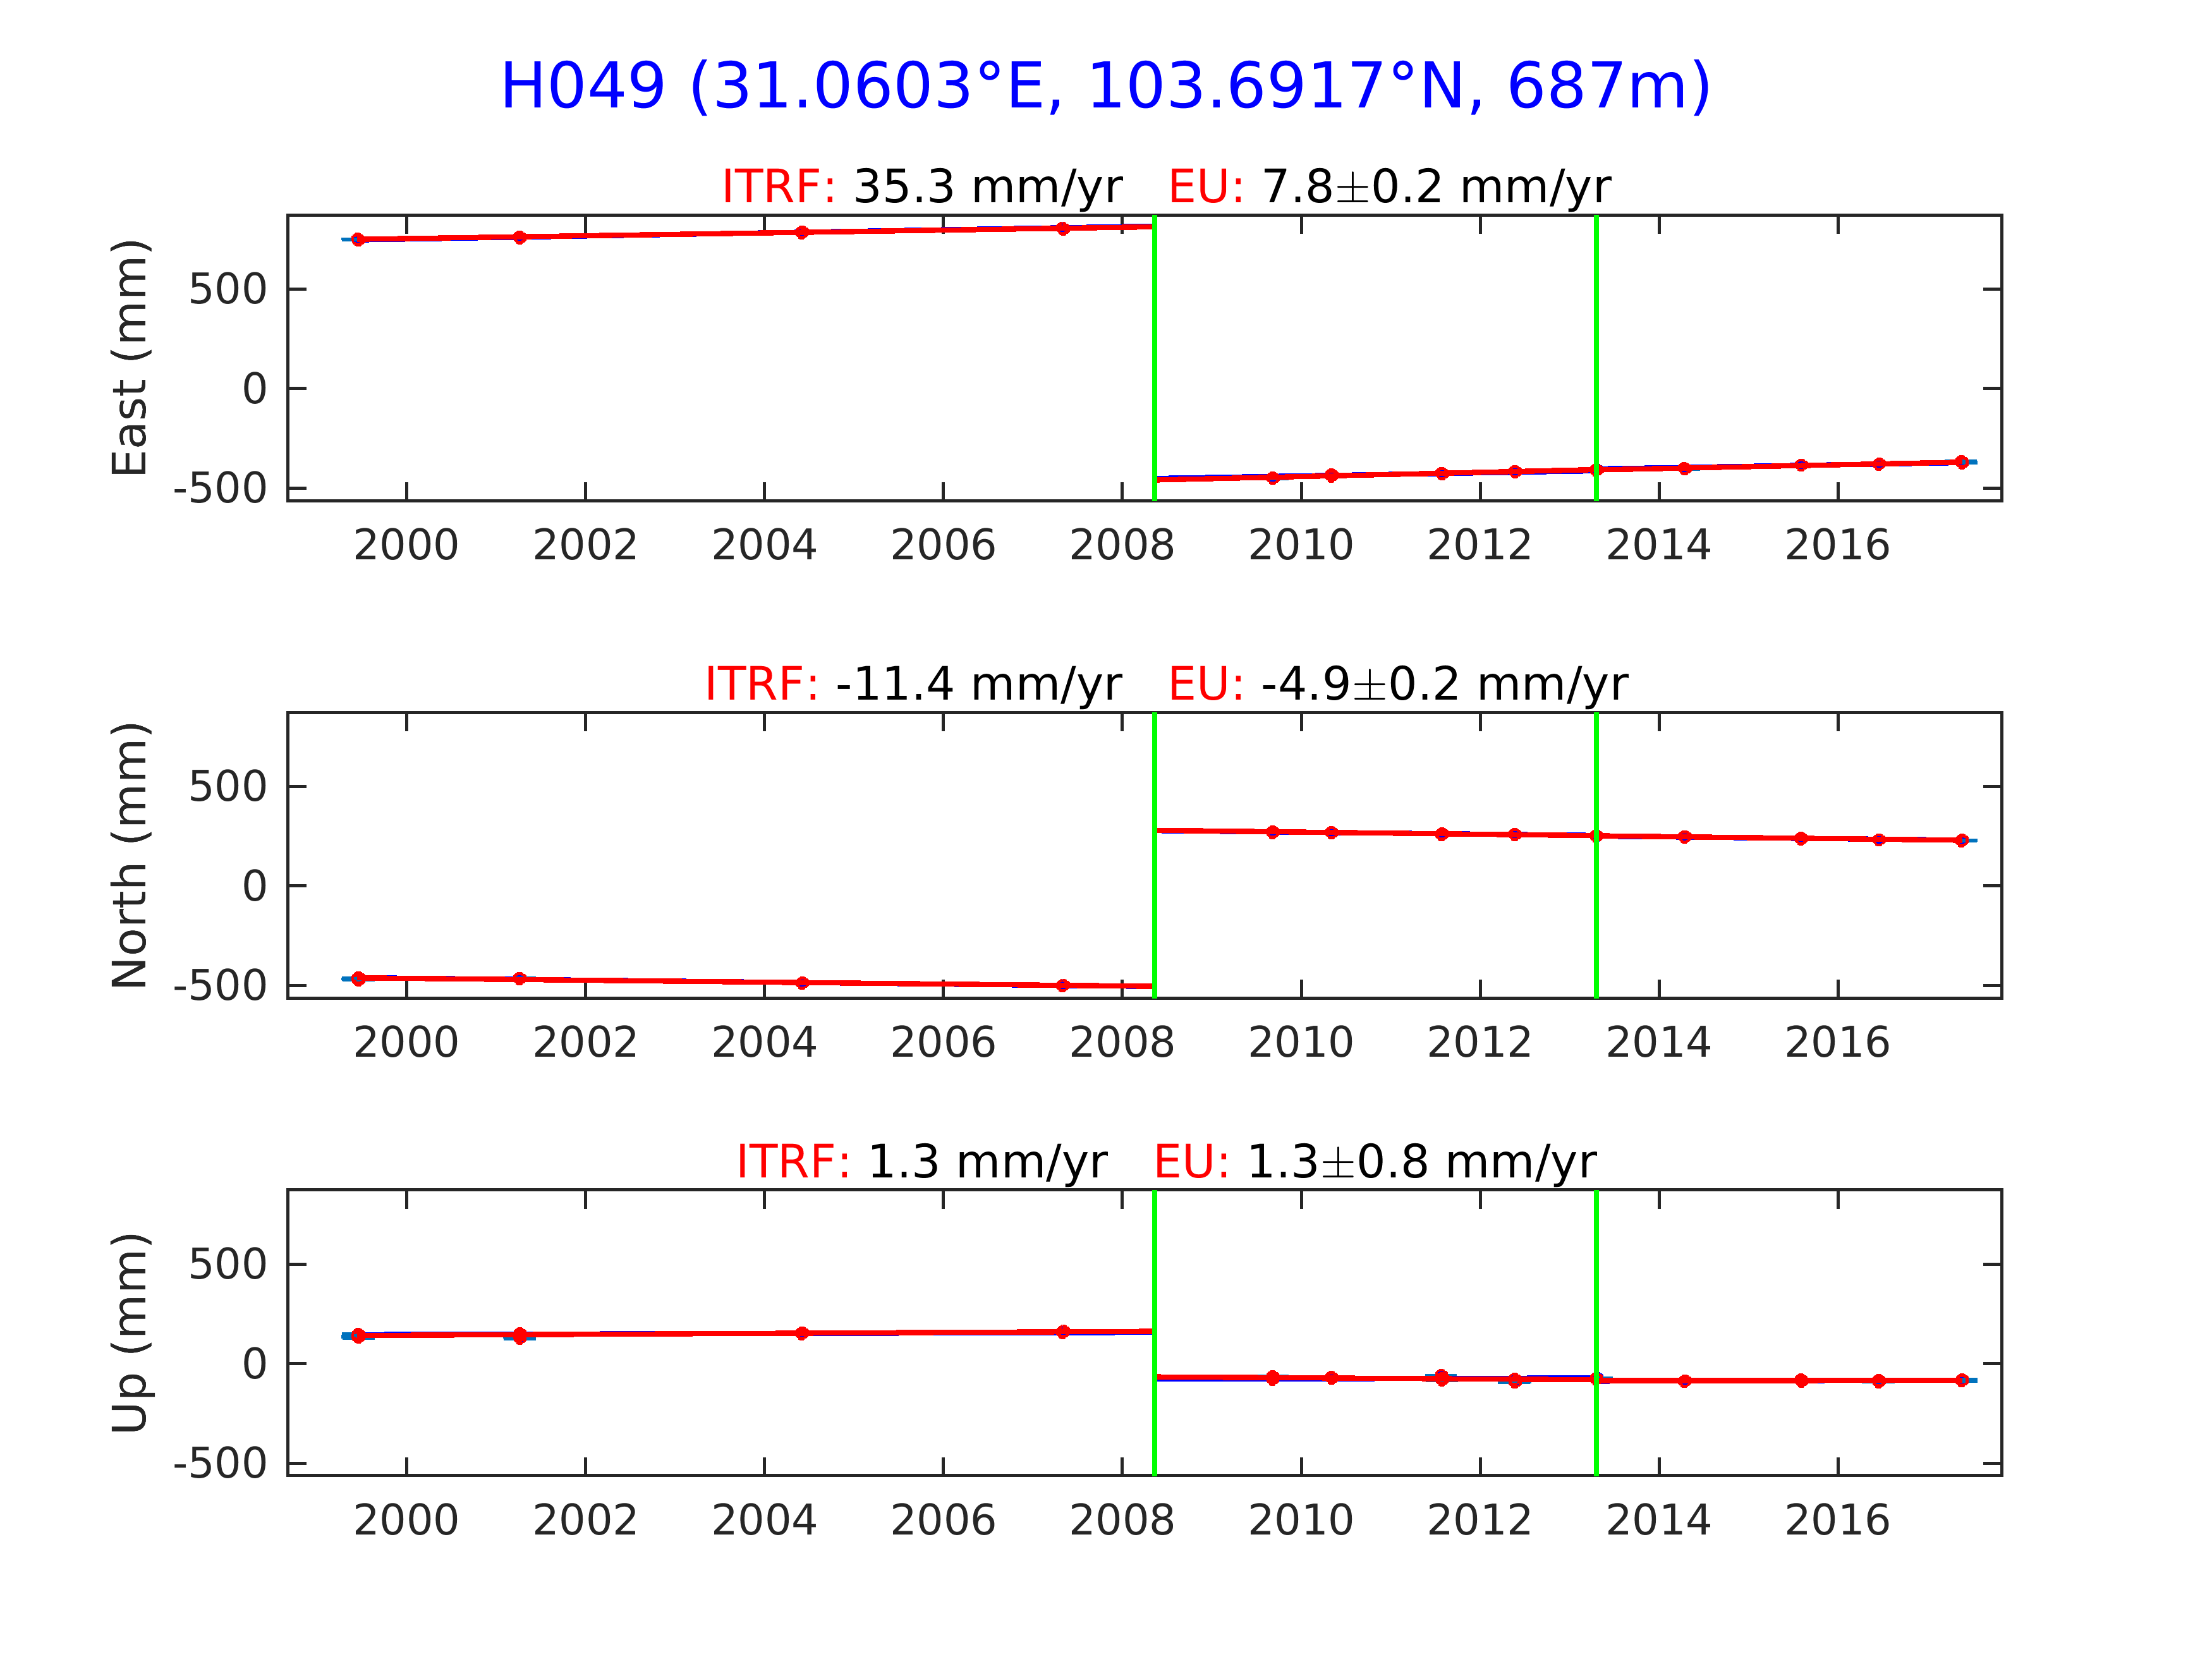 H049 (31.0603°E, 103.6917°N, 687m)
ITRF: 35.3 mm/yr EU: 7.8±0.2 mm/yr
East (mm)
500
0
-500
2000 2002 2004 2006 2008 2010 2012 2014 2016
ITRF: -11.4 mm/yr EU: -4.9±0.2 mm/yr
North (mm)
500
0
-500
2000 2002 2004 2006 2008 2010 2012 2014 2016
ITRF: 1.3 mm/yr EU: 1.3±0.8 mm/yr
Up (mm)
500
0
-500
2000 2002 2004 2006 2008 2010 2012 2014 2016